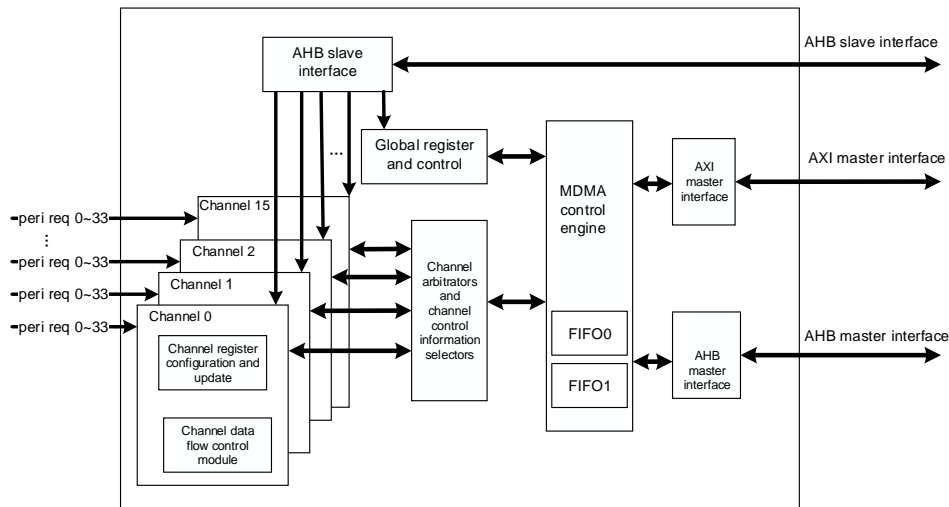 AHB slave
interface
AHB slave interface
...
Global register
and control
MDMA
control
engine
AXI
master
interface
AXI master interface
Channel 15
peri req 0~33
...
Channel 2
peri req 0~33
Channel 1
peri req 0~33
Channel 0
peri req 0~33
Channel
arbitrators
and
channel
control
information
selectors
Channel register
configuration and
update
Channel data
flow control
module
FIFO0
FIFO1
AHB
master
interface
AHB master interface